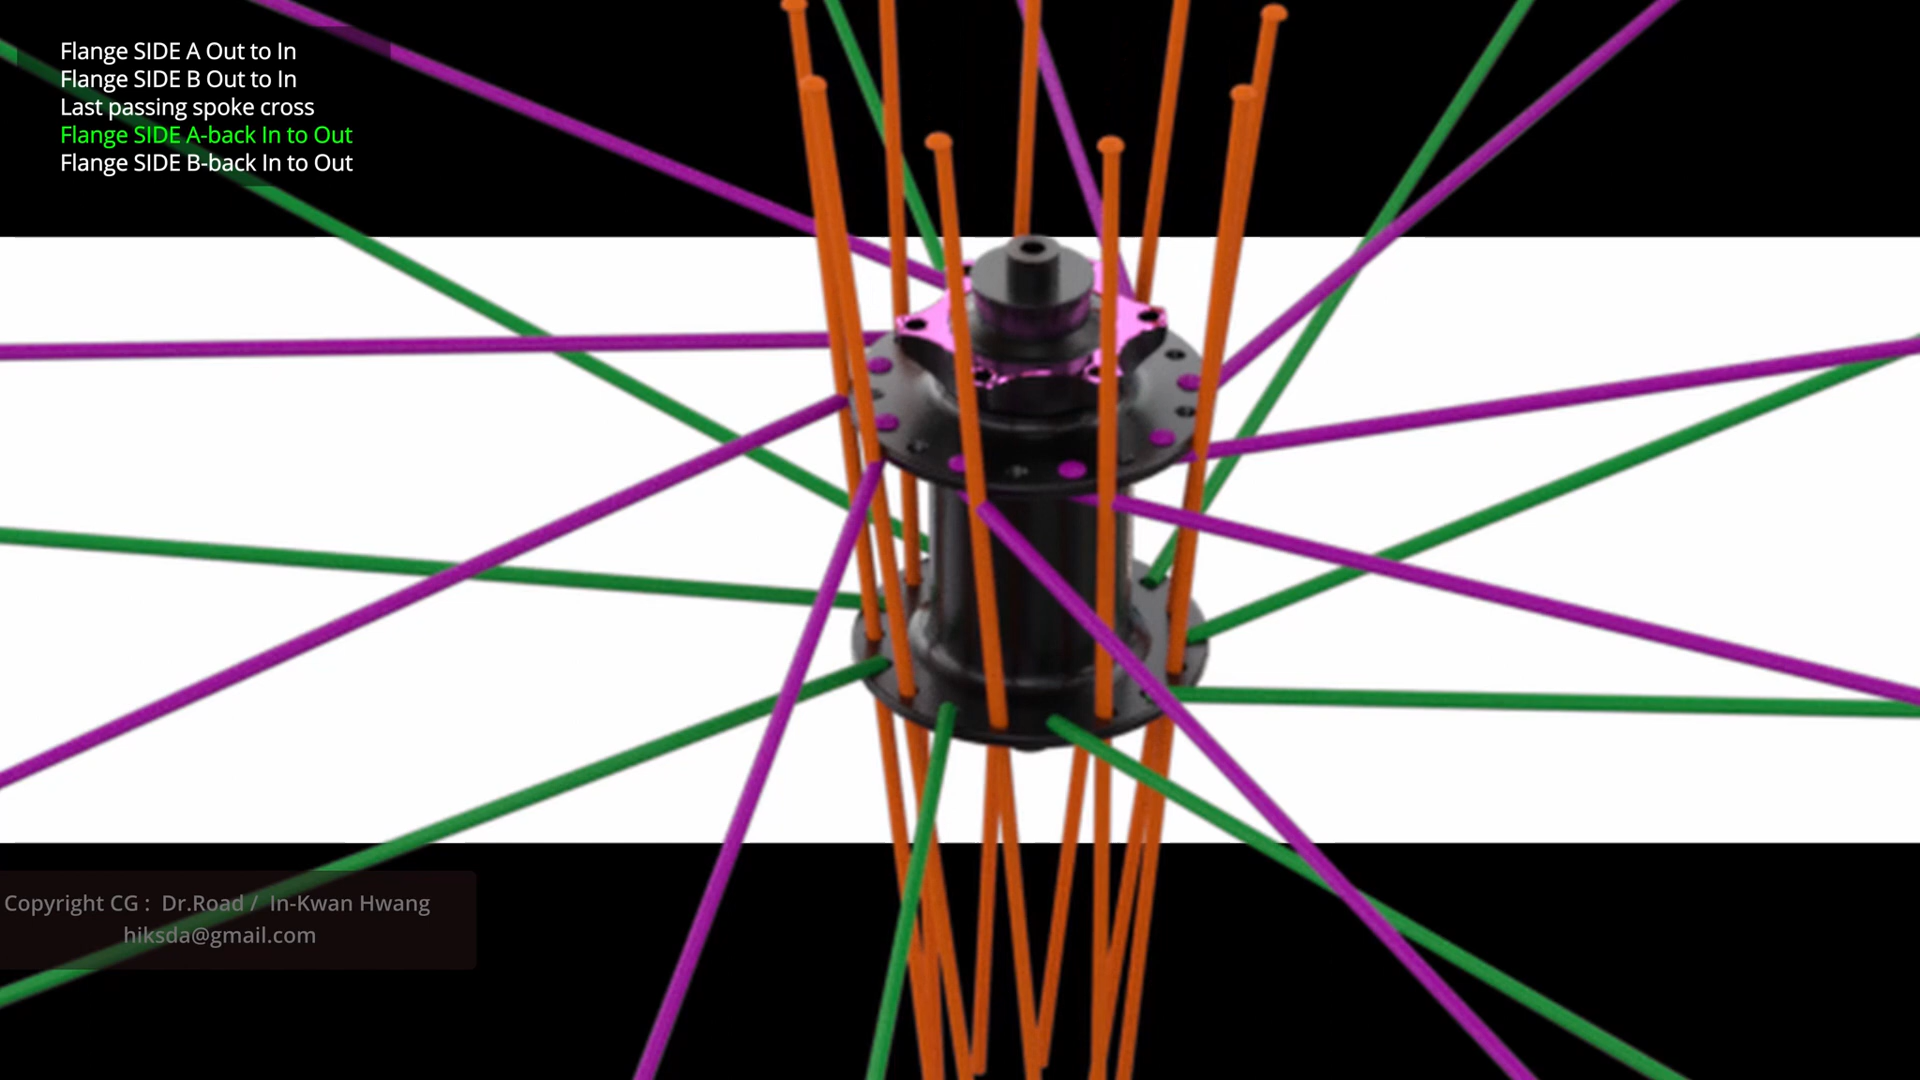 Flange SIDE A Out to In
Flange SIDE B Out to In
Last passing spoke cross
Flange SIDE A-back In to Out
Flange SIDE B-back In to Out
Copyright CG : Dr.Road / In-Kwan Hwang
hiksda@gmail.com